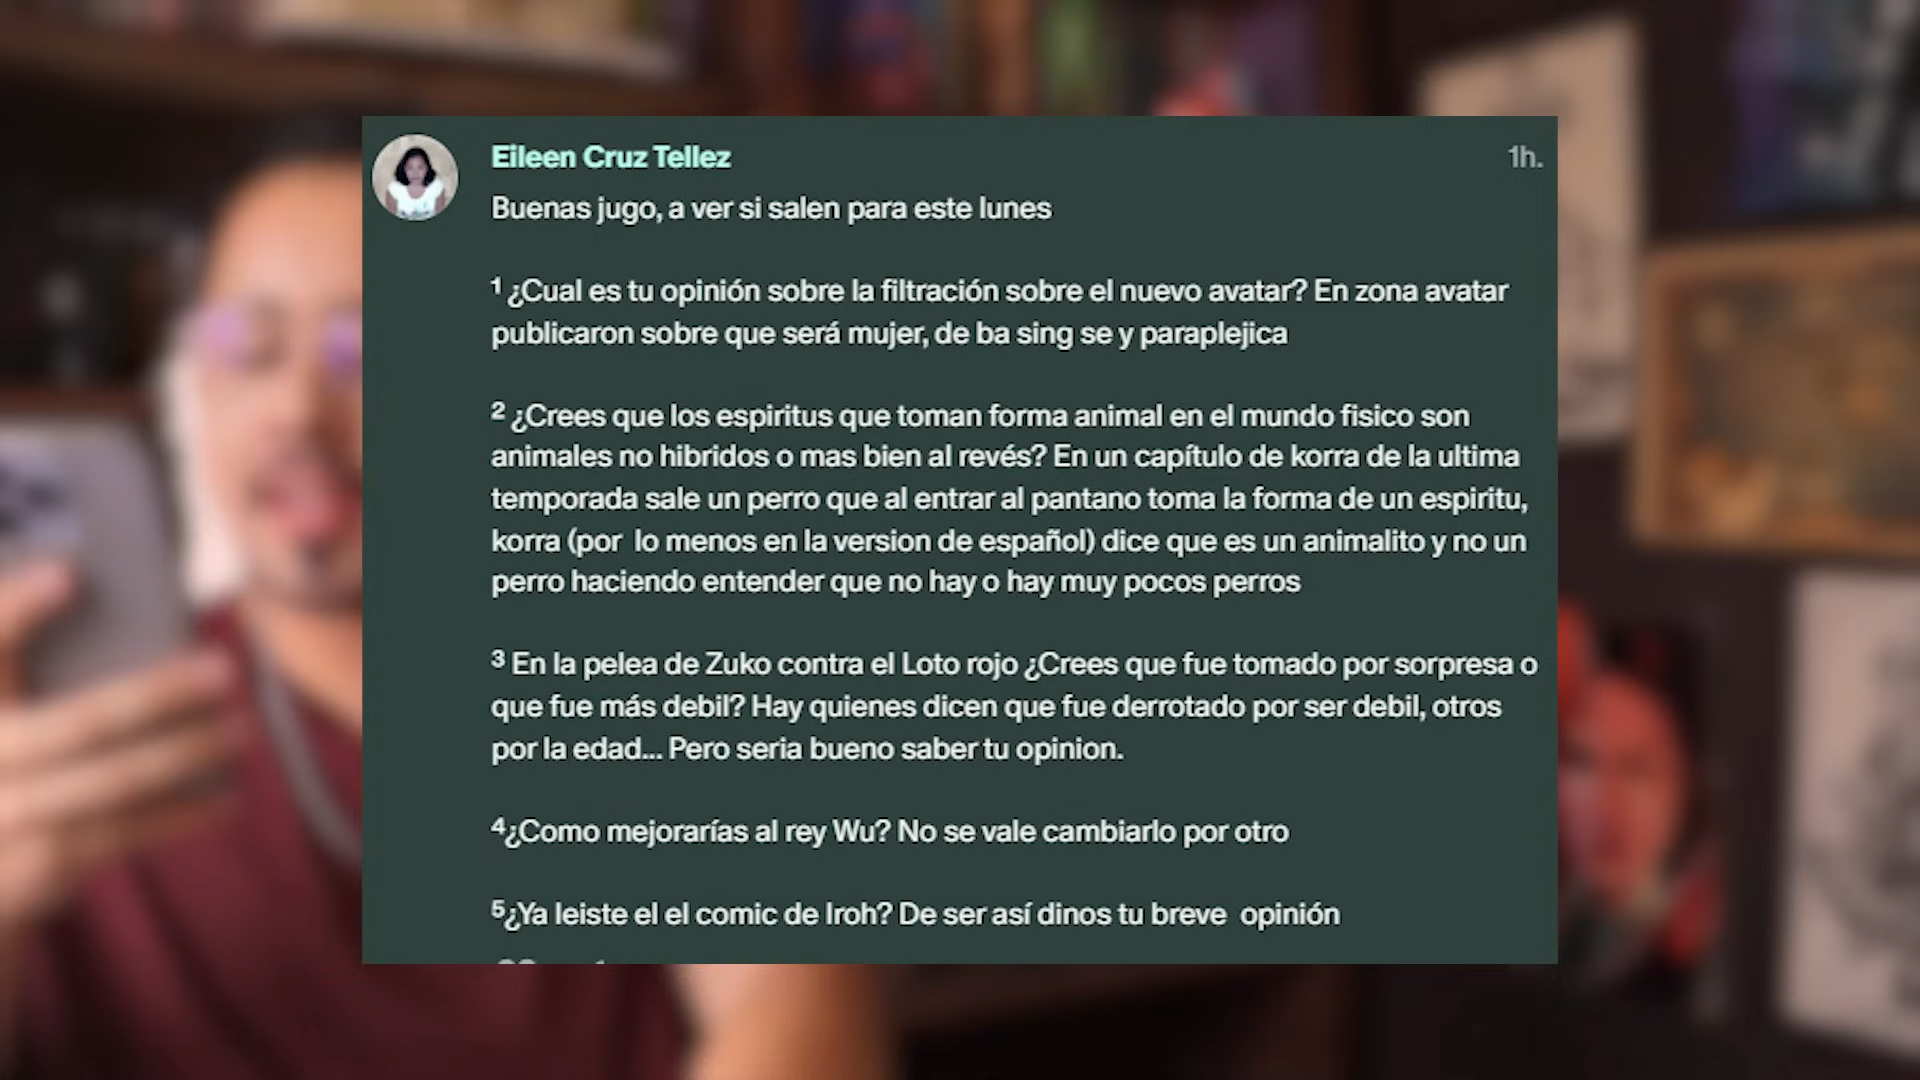 Eileen Cruz Tellez
1h.
Buenas jugo, a ver si salen para este lunes
¹ ¿Cual es tu opinión sobre la filtración sobre el nuevo avatar? En zona avatar
publicaron sobre que será mujer, de ba sing se y paraplejica
² ¿Crees que los espiritus que toman forma animal en el mundo fisico son
animales no hibridos o mas bien al revés? En un capítulo de korra de la ultima
temporada sale un perro que al entrar al pantano toma la forma de un espiritu,
korra (por lo menos en la version de español) dice que es un animalito y no un
perro haciendo entender que no hay o hay muy pocos perros
³ En la pelea de Zuko contra el Loto rojo ¿Crees que fue tomado por sorpresa o
que fue más debil? Hay quienes dicen que fue derrotado por ser debil, otros
por la edad... Pero seria bueno saber tu opinion.
⁴¿Como mejorarías al rey Wu? No se vale cambiarlo por otro
⁵¿Ya leiste el el comic de Iroh? De ser así dinos tu breve opinión